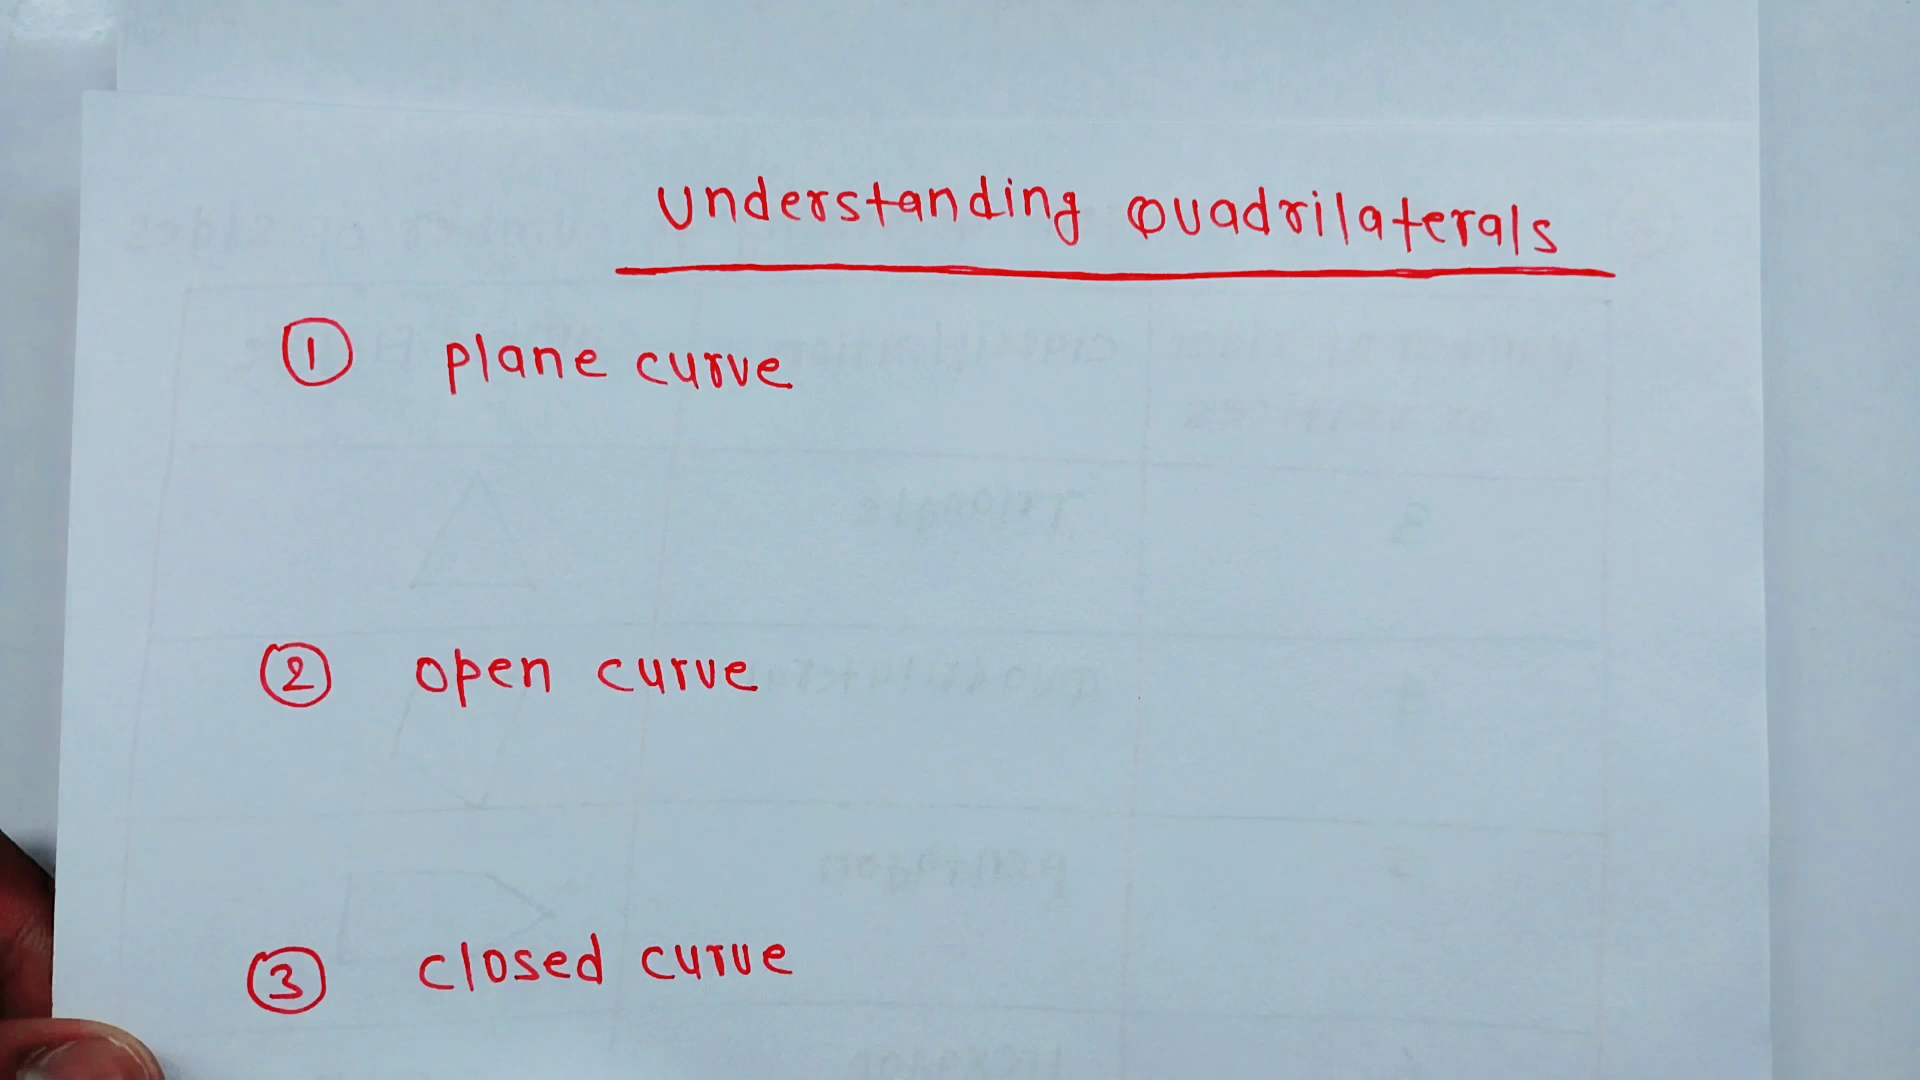 understanding Quadrilaterals
① plane curve
② open curve
③ closed curve